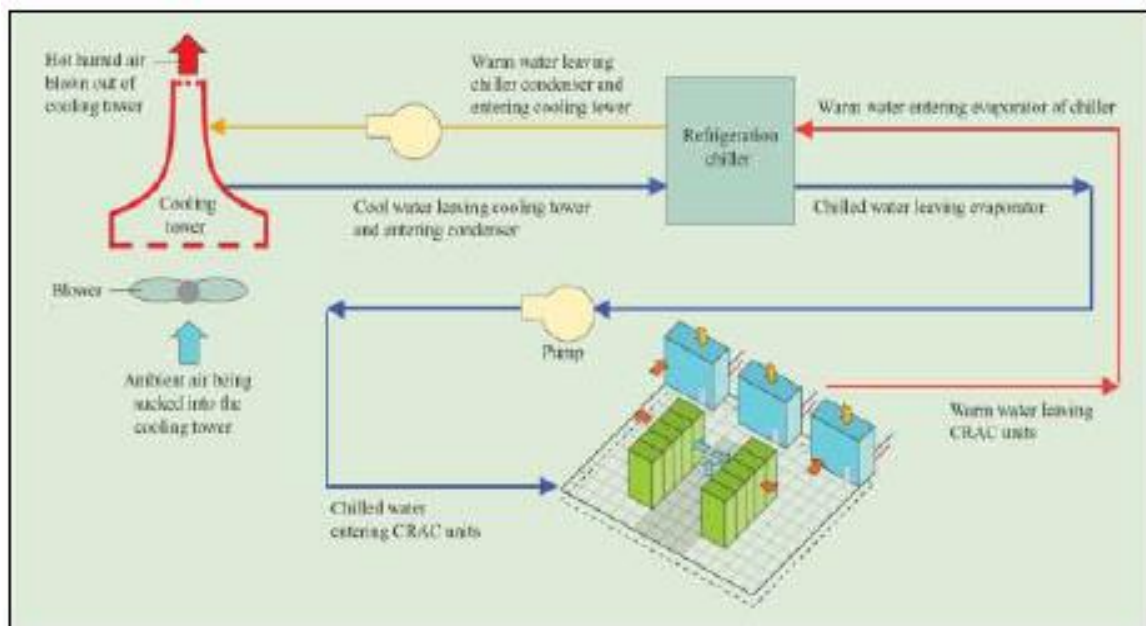 Hot humid air
blown out of
cooling tower
Warm water leaving
chiller condenser and
entering cooling tower
Refrigeration
chiller
Warm water entering evaporator of chiller
Cooling
tower
Cool water leaving cooling tower
and entering condenser
Chilled water leaving evaporator
Blower
Pump
Ambient air being
sucked into the
cooling tower
Warm water leaving
CRAC units
Chilled water
entering CRAC units